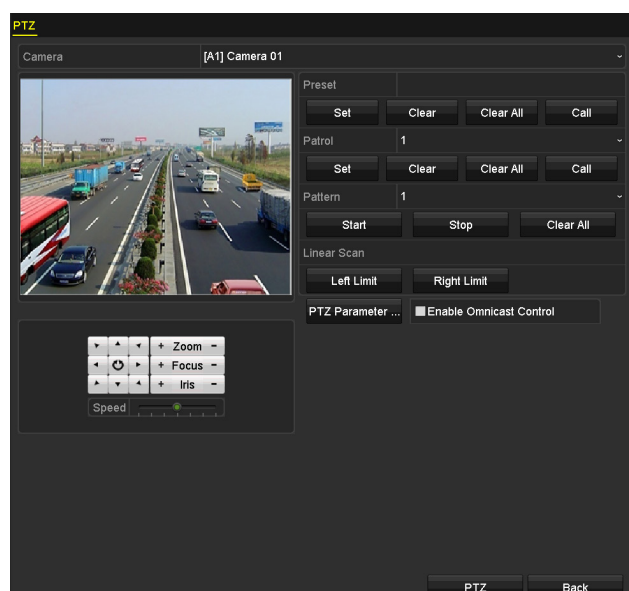 PTZ
Camera [A1] Camera 01
Preset
Set Clear Clear All Call
Patrol 1
Set Clear Clear All Call
Pattern 1
Start Stop Clear All
Linear Scan
Left Limit Right Limit
PTZ Parameter ... Enable Omnicast Control
+ Zoom -
+ Focus -
+ Iris -
Speed
PTZ Back